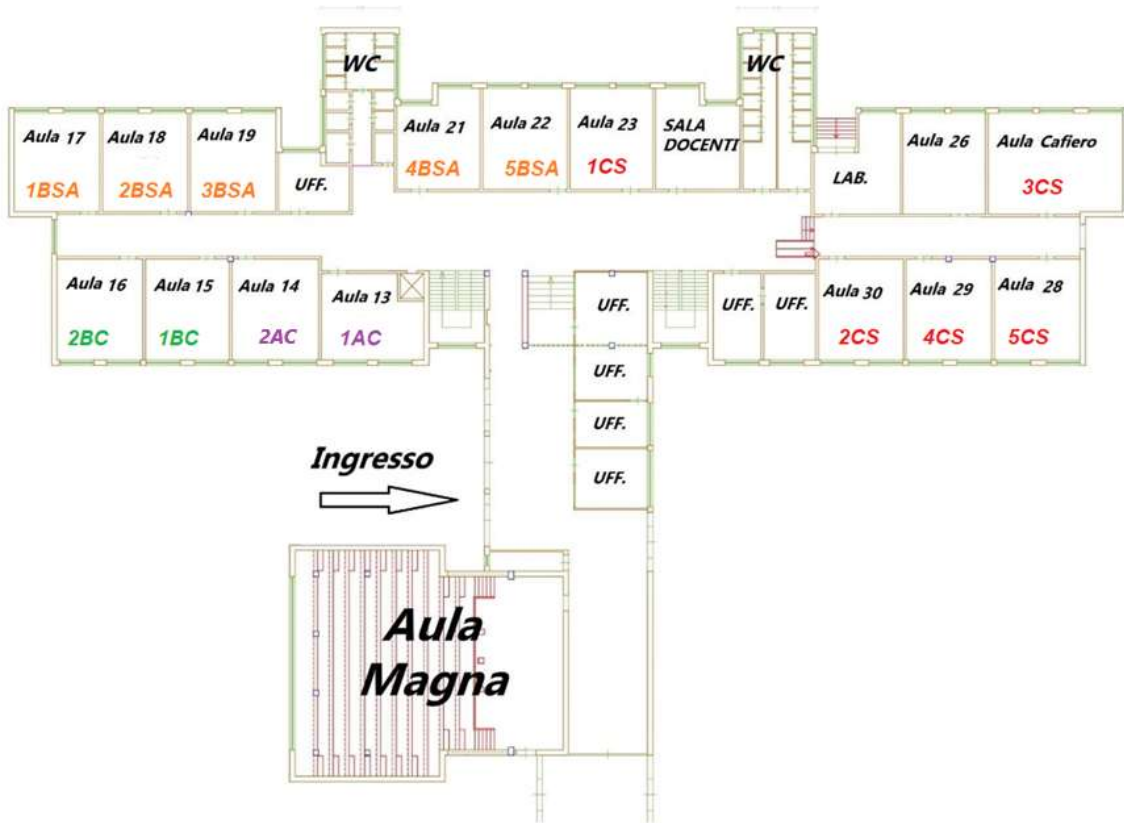 WC
WC
Aula 17
1BSA
Aula 18
2BSA
Aula 19
3BSA
UFF.
Aula 21
4BSA
Aula 22
5BSA
Aula 23
1CS
SALA
DOCENTI
LAB.
Aula 26
Aula Cafiero
3CS
Aula 16
2BC
Aula 15
1BC
Aula 14
2AC
Aula 13
1AC
UFF.
UFF.
UFF.
UFF.
UFF.
UFF.
Aula 30
2CS
Aula 29
4CS
Aula 28
5CS
Ingresso
Aula
Magna